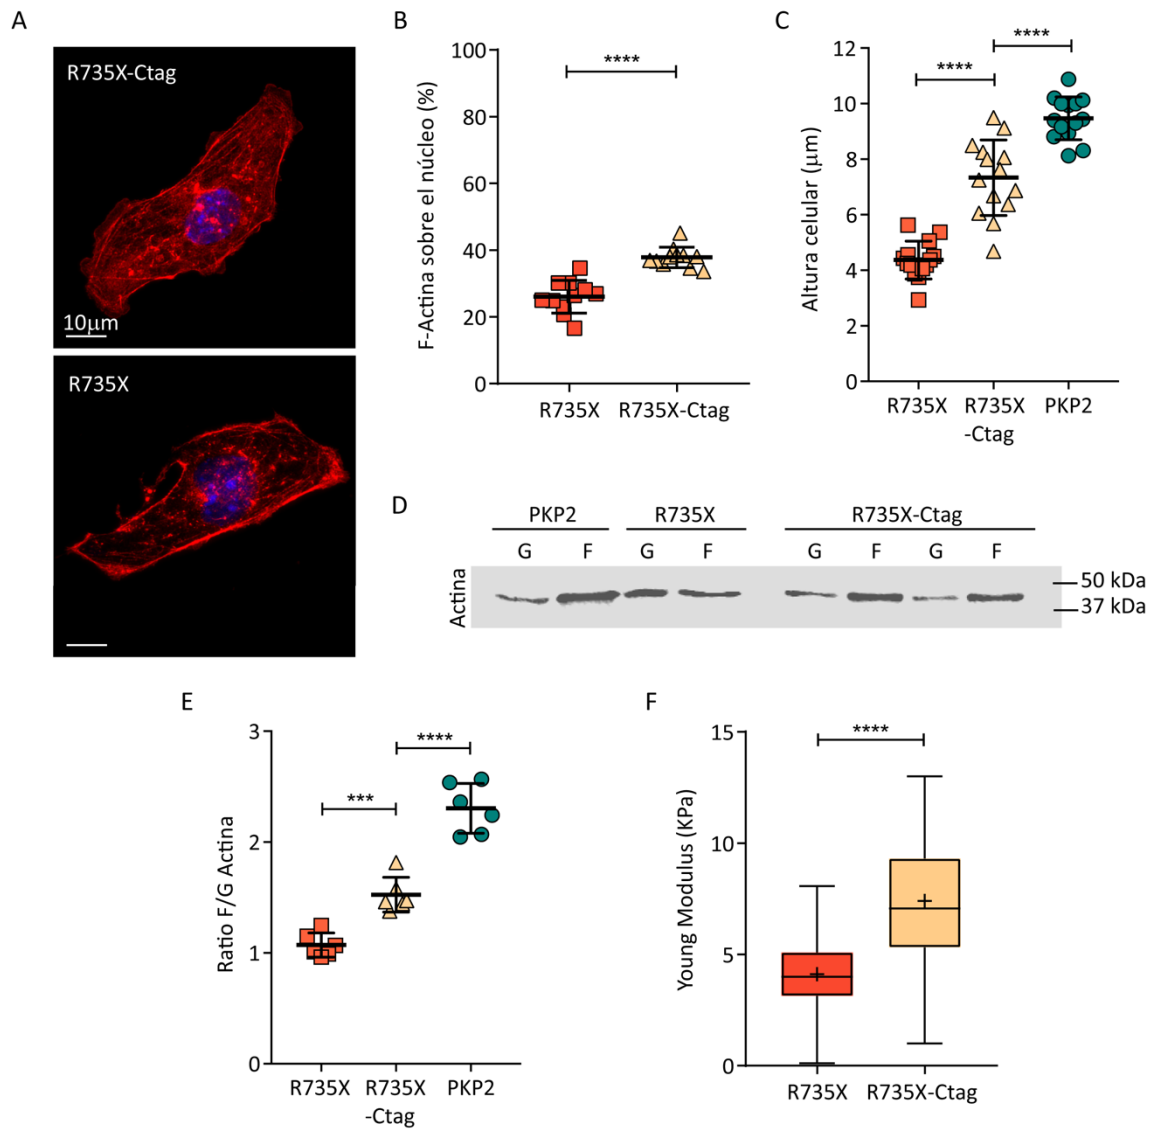 A
R735X-Ctag
10μm
R735X
B
F-Actina sobre el núcleo (%)
100
80
60
40
20
0
****
R735X
R735X-Ctag
C
Altura celular (μm)
12
10
8
6
4
2
0
****
****
R735X
R735X
-Ctag
PKP2
D
PKP2
R735X
R735X-Ctag
G F G F G F G F
Actina
50 kDa
37 kDa
E
Ratio F/G Actina
3
2
1
0
***
****
R735X
R735X
-Ctag
PKP2
F
Young Modulus (KPa)
15
10
5
0
****
R735X
R735X-Ctag